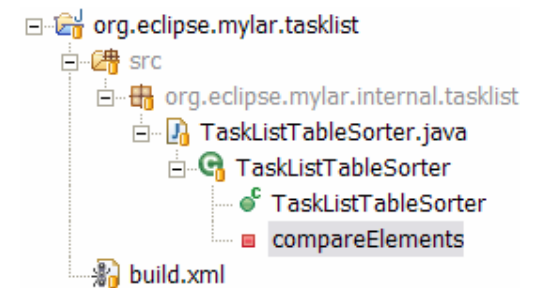 org.eclipse.mylar.tasklist
src
org.eclipse.mylar.internal.tasklist
TaskListTableSorter.java
TaskListTableSorter
TaskListTableSorter
compareElements
build.xml